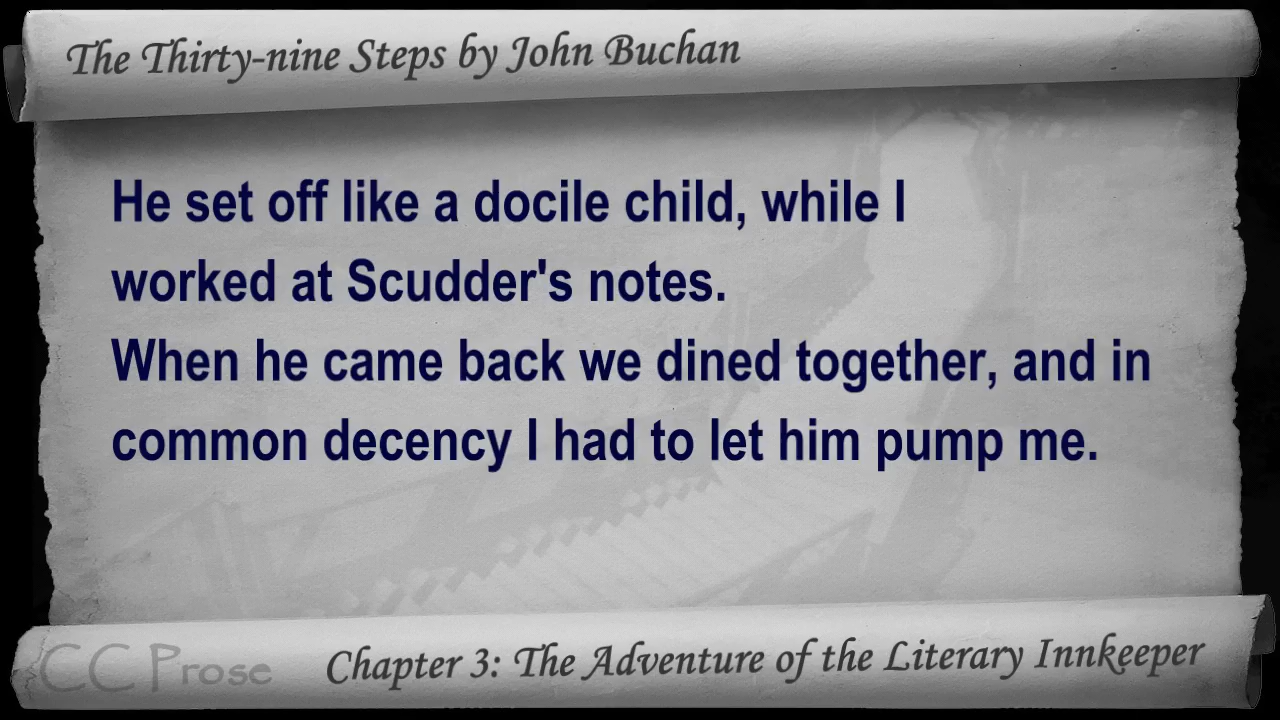 The Thirty-nine Steps by John Buchan
He set off like a docile child, while I
worked at Scudder's notes.
When he came back we dined together, and in
common decency I had to let him pump me.
CC Prose
Chapter 3: The Adventure of the Literary Innkeeper